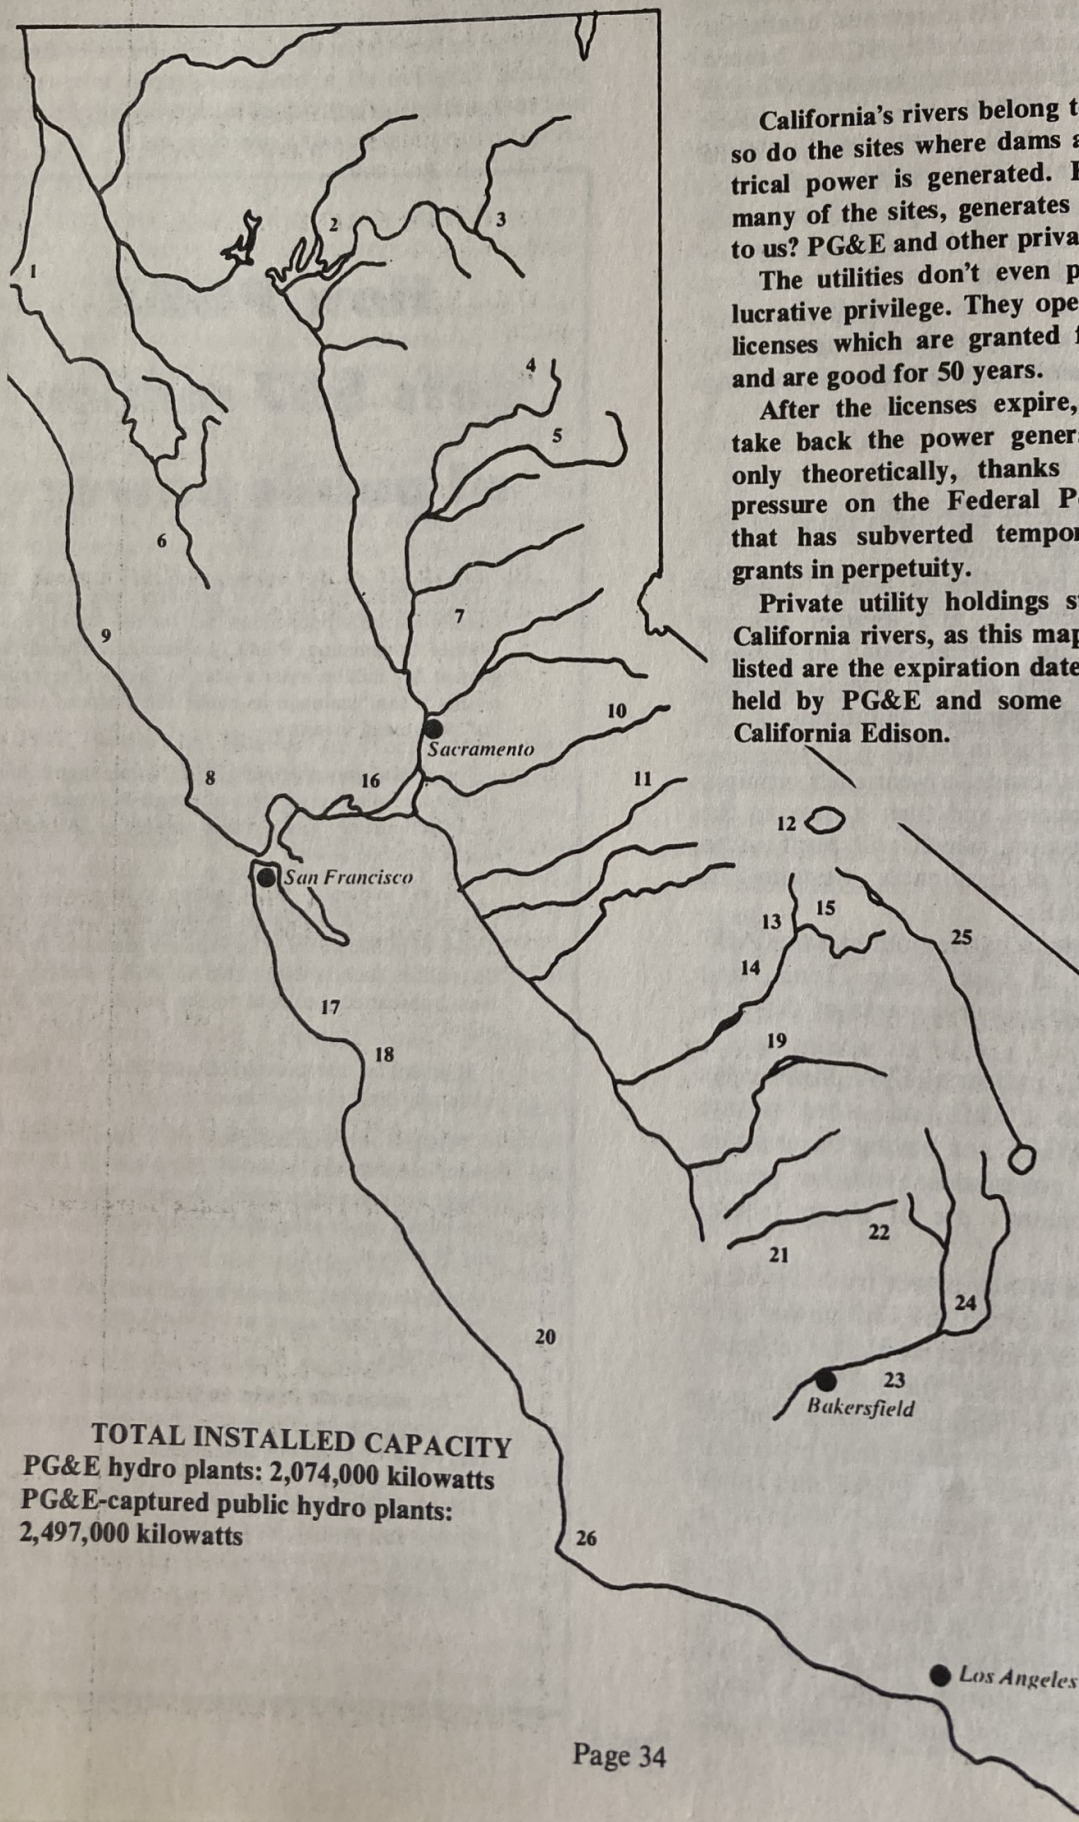 California's rivers belong t
so do the sites where dams a
trical power is generated.
many of the sites, generates
to us? PG&E and other priva
The utilities don't even p
lucrative privilege. They ope
licenses which are granted f
and are good for 50 years.
After the licenses expire,
take back the power gener
only theoretically, thanks
pressure on the Federal P
that has subverted tempor
grants in perpetuity.
Private utility holdings s
California rivers, as this map
listed are the expiration date
held by PG&E and some
California Edison.
1
2
3
4
5
6
7
9
10
Sacramento
8
16
11
12
San Francisco
13
15
14
25
17
18
19
22
21
24
20
23
Bakersfield
TOTAL INSTALLED CAPACITY
PG&E hydro plants: 2,074,000 kilowatts
PG&E-captured public hydro plants:
2,497,000 kilowatts
26
Los Angeles
Page 34